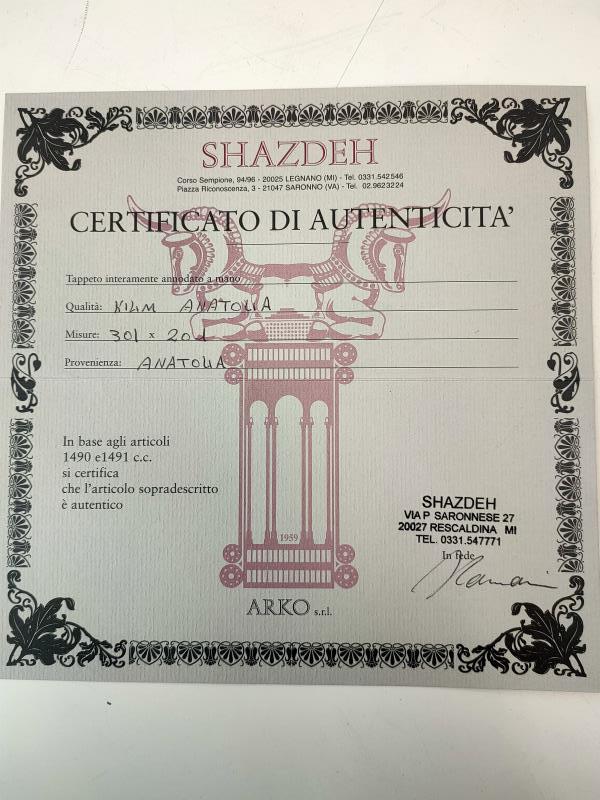 SHAZDEH
Corso Sempione, 94/96 - 20025 LEGNANO (MI) - Tel. 0331.542546
Piazza Riconoscenza, 3 - 21047 SARONNO (VA) - Tel. 02.9623224
CERTIFICATO DI AUTENTICITA'
Tappeto interamente annodato a mano
Qualità: KILIM ANATOLIA
Misure: 301 x 201
Provenienza: ANATOLIA
In base agli articoli
1490 e1491 c.c.
si certifica
che l'articolo sopradescritto
è autentico
SHAZDEH
VIA P SARONNESE 27
20027 RESCALDINA MI
TEL. 0331.547771
In fede
1959
ARKO s.r.l.